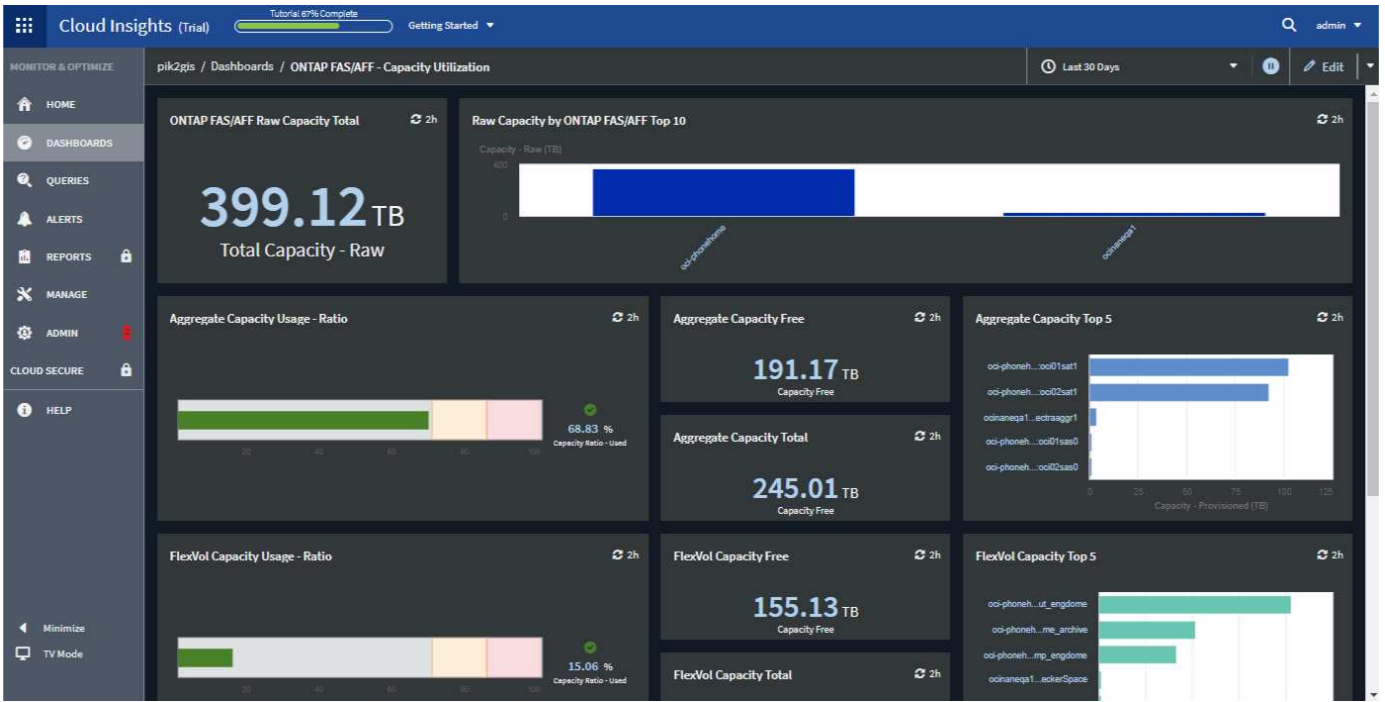 Cloud Insights (Trial)
Tutorial 67% Complete
Getting Started
admin
MONITOR & OPTIMIZE
HOME
DASHBOARDS
QUERIES
ALERTS
REPORTS
MANAGE
ADMIN
CLOUD SECURE
HELP
Minimize
TV Mode
pik2gis / Dashboards / ONTAP FAS/AFF - Capacity Utilization
Last 30 Days
Edit
ONTAP FAS/AFF Raw Capacity Total
2h
399.12 TB
Total Capacity - Raw
Raw Capacity by ONTAP FAS/AFF Top 10
2h
Capacity - Raw (TB)
400
0
oci-phonehome
ocinaneqa1
Aggregate Capacity Usage - Ratio
2h
68.83 %
Capacity Ratio - Used
20 40 60 80 100
Aggregate Capacity Free
2h
191.17 TB
Capacity Free
Aggregate Capacity Total
2h
245.01 TB
Capacity Free
Aggregate Capacity Top 5
2h
oci-phoneh...:oci01sat1
oci-phoneh...:oci02sat1
ocinaneqa1...ectraaggr1
oci-phoneh...:oci01sas0
oci-phoneh...:oci02sas0
0 25 50 75 100 125
Capacity - Provisioned (TB)
FlexVol Capacity Usage - Ratio
2h
15.06 %
Capacity Ratio - Used
20 40 60 80 100
FlexVol Capacity Free
2h
155.13 TB
Capacity Free
FlexVol Capacity Total
2h
FlexVol Capacity Top 5
2h
oci-phoneh...ut_engdome
oci-phoneh...me_archive
oci-phoneh...mp_engdome
ocinaneqa1...eckerSpace